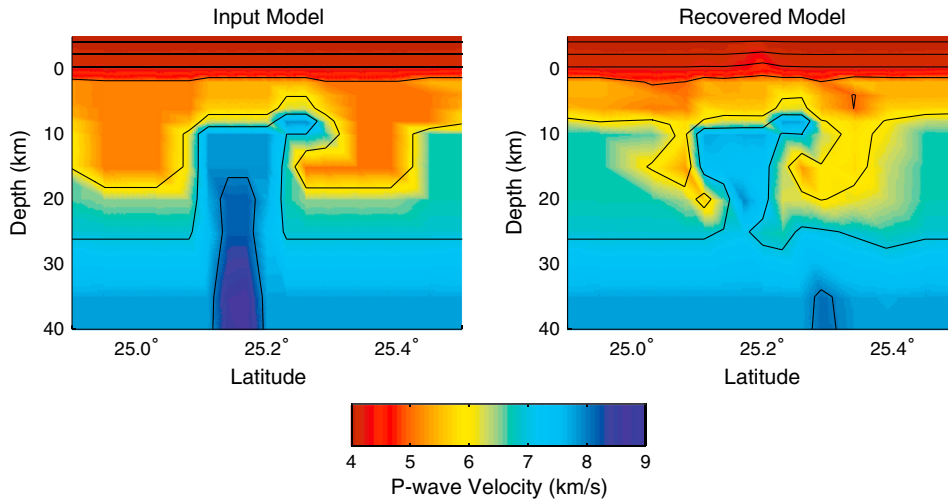 Input Model
Recovered Model
0
10
20
30
40
Depth (km)
25.0° 25.2° 25.4°
Latitude
0
10
20
30
40
Depth (km)
25.0° 25.2° 25.4°
Latitude
4 5 6 7 8 9
P-wave Velocity (km/s)